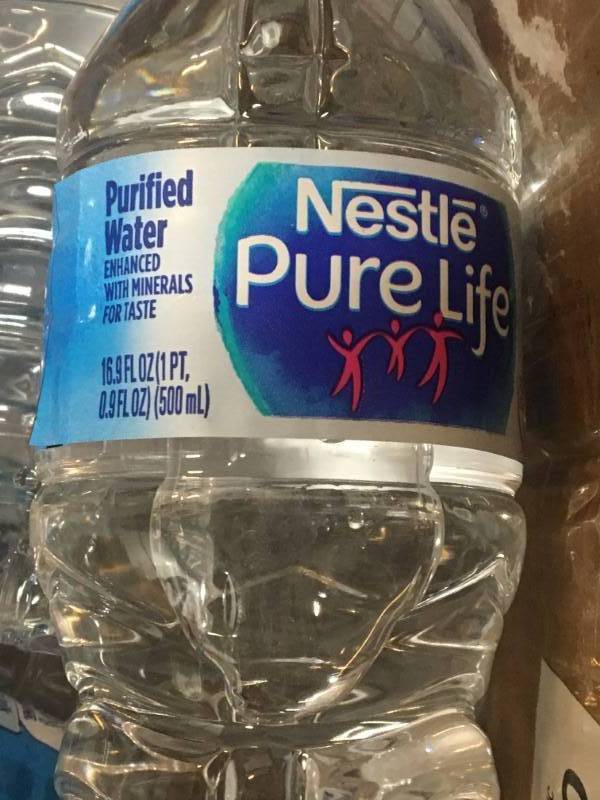 Purified
Water
ENHANCED
WITH MINERALS
FOR TASTE
16.9 FL OZ (1 PT,
0.9 FL OZ) (500 mL)
Nestlē®
Pure Life